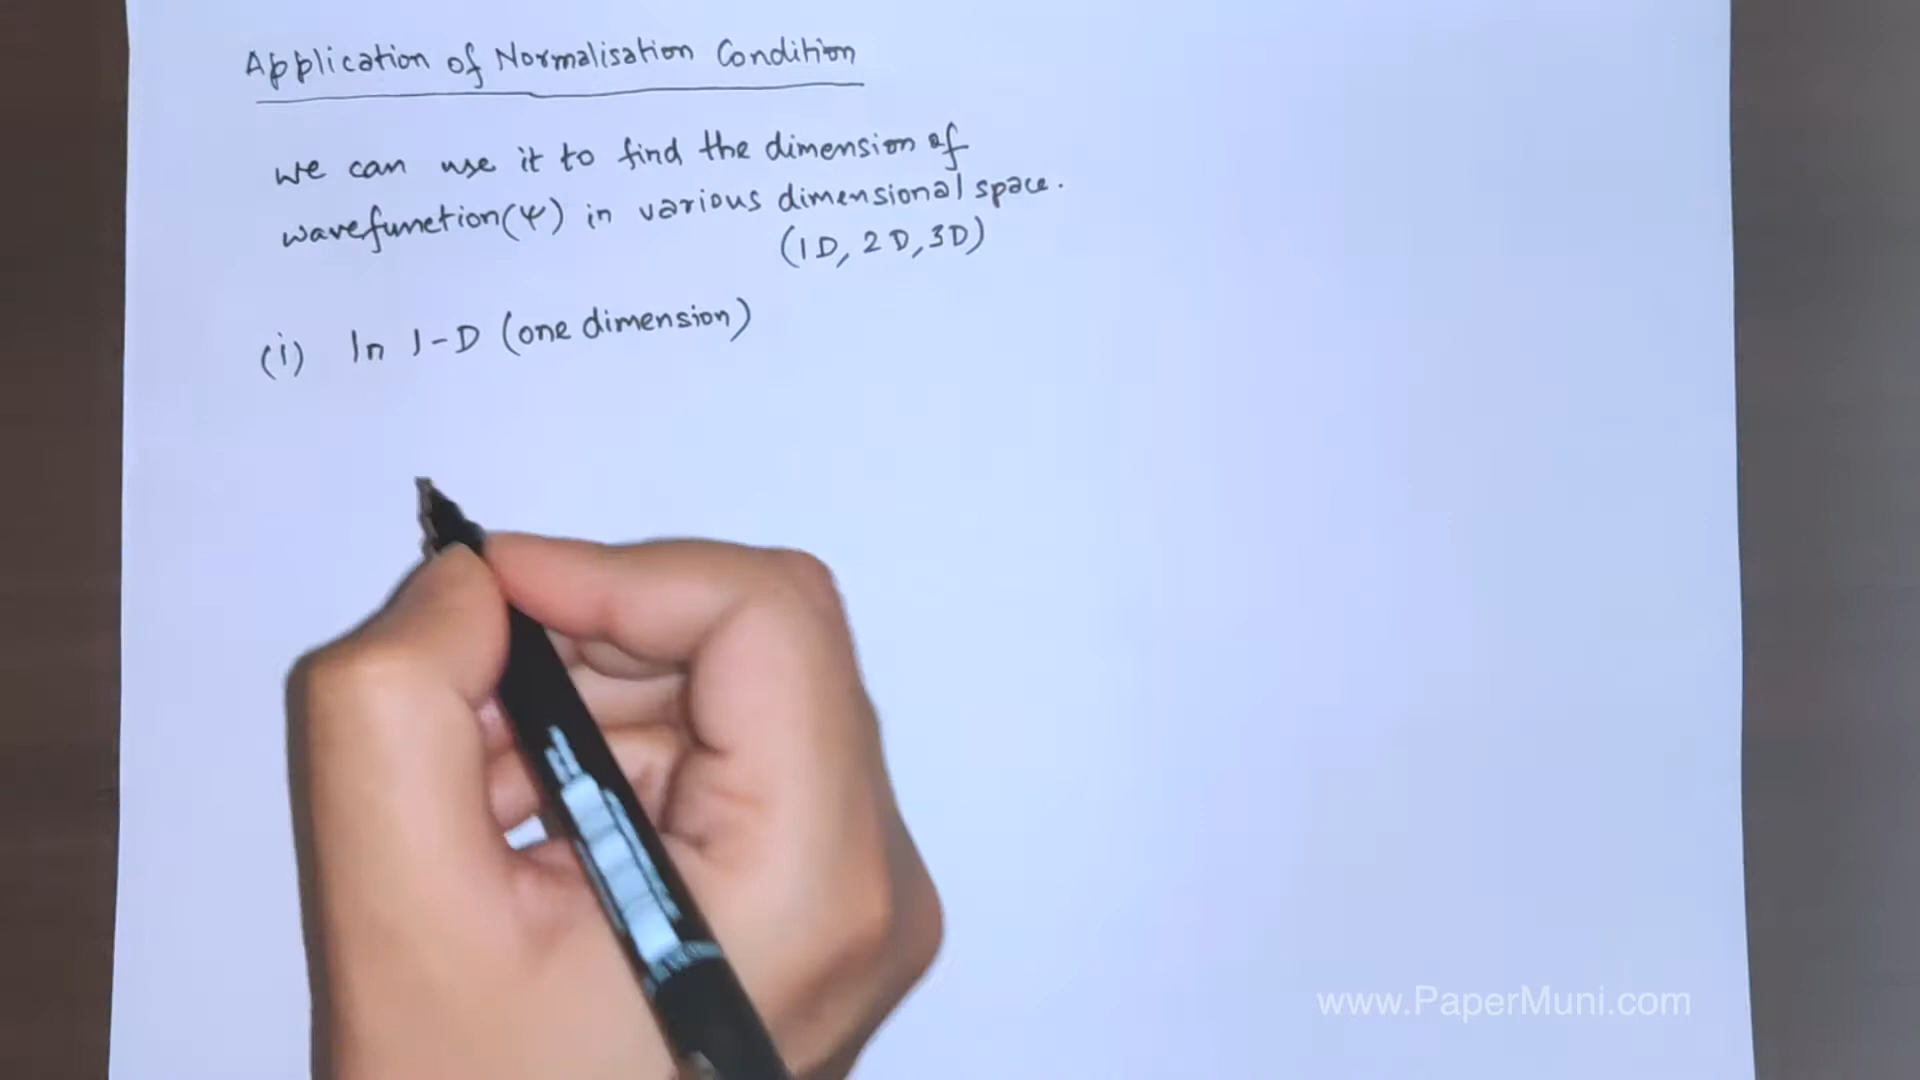 Application of Normalisation Condition
We can use it to find the dimension of
wavefunction(Ψ) in various dimensional space.
(1D, 2D, 3D)
(i) In 1-D (one dimension)
www.PaperMuni.com